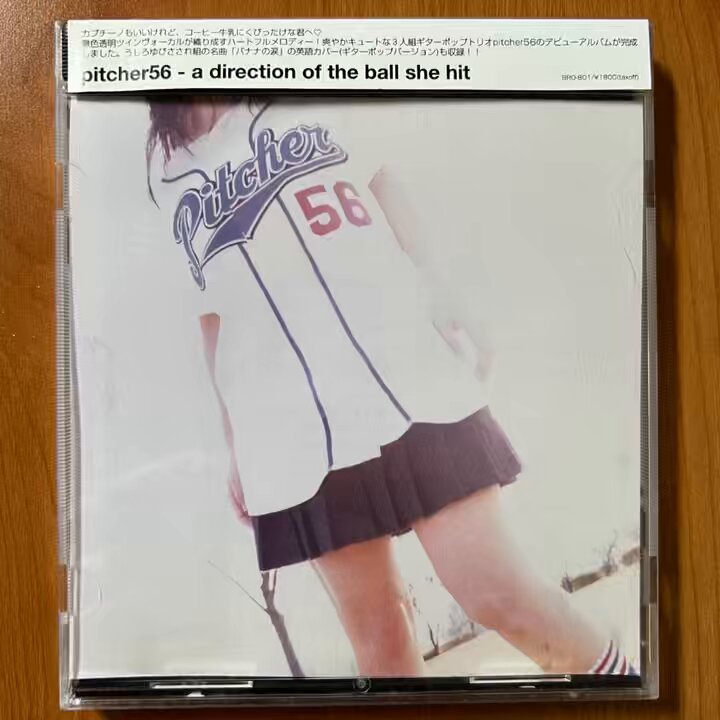 カプチーノもいいけれど、コーヒー牛乳にくびったけな君へ♡
無色透明ツインヴォーカルが織り成すハートフルメロディー！爽やかキュートな3人組ギターポップトリオpitcher56のデビューアルバムが完成
しました。うしろゆびさされ組の名曲「バナナの涙」の英語カバー(ギターポップバージョン)も収録！！
pitcher56 - a direction of the ball she hit
BR0-801/¥1800(taxoff)
Pitcher
56